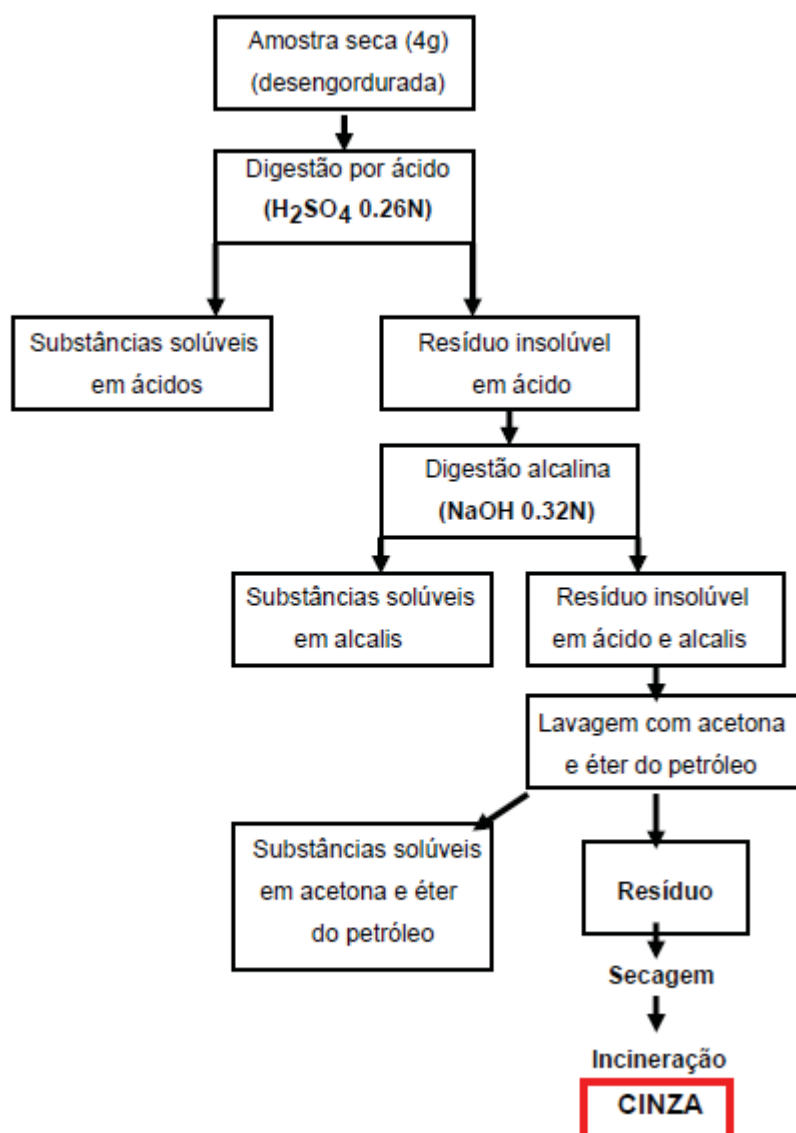 Amostra seca (4g)
(desengordurada)
Digestão por ácido
(H2SO4 0.26N)
Substâncias solúveis
em ácidos
Resíduo insolúvel
em ácido
Digestão alcalina
(NaOH 0.32N)
Substâncias solúveis
em alcalis
Resíduo insolúvel
em ácido e alcalis
Lavagem com acetona
e éter do petróleo
Substâncias solúveis
em acetona e éter
do petróleo
Resíduo
Secagem
Incineração
CINZA